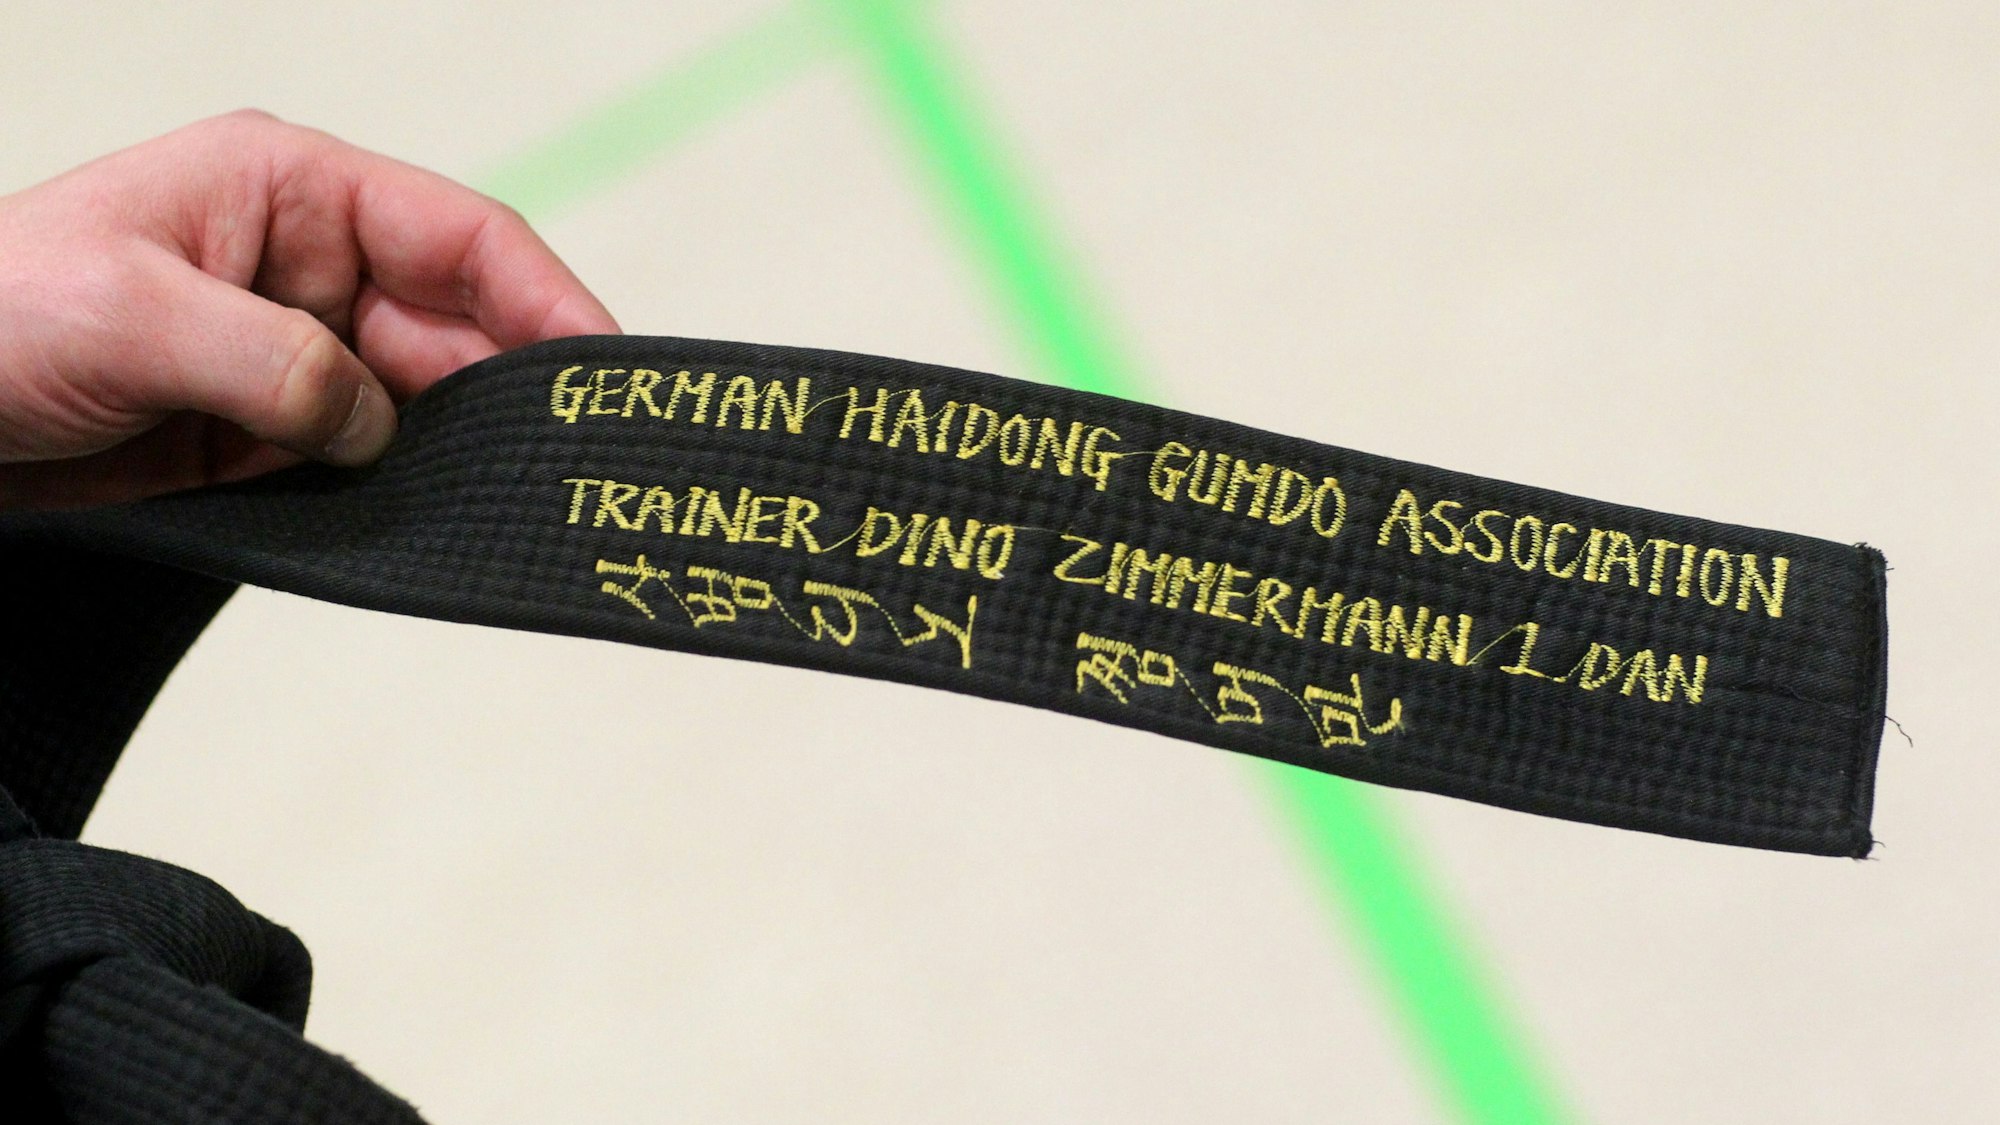 GERMAN HAIDONG GUMDO ASSOCIATION
TRAINER DINO ZIMMERMANN 1 DAN